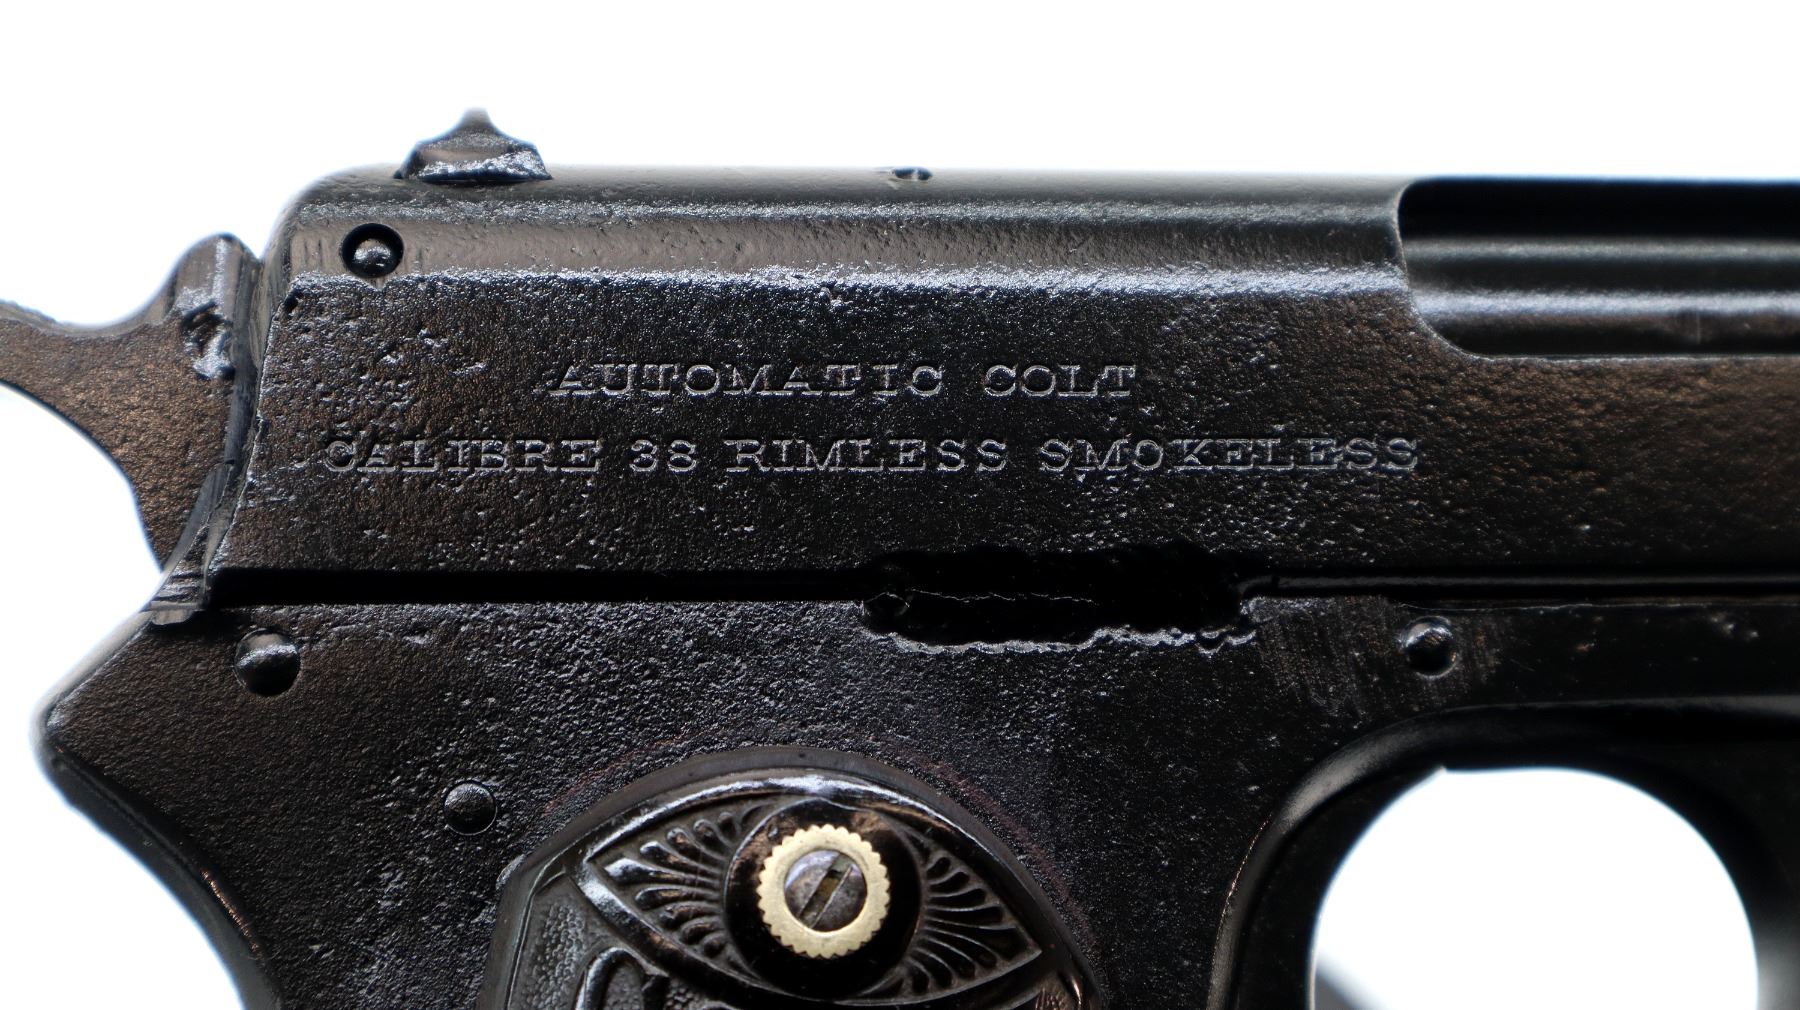 AUTOMATIC COLT
CALIBRE 38 RIMLESS SMOKELESS